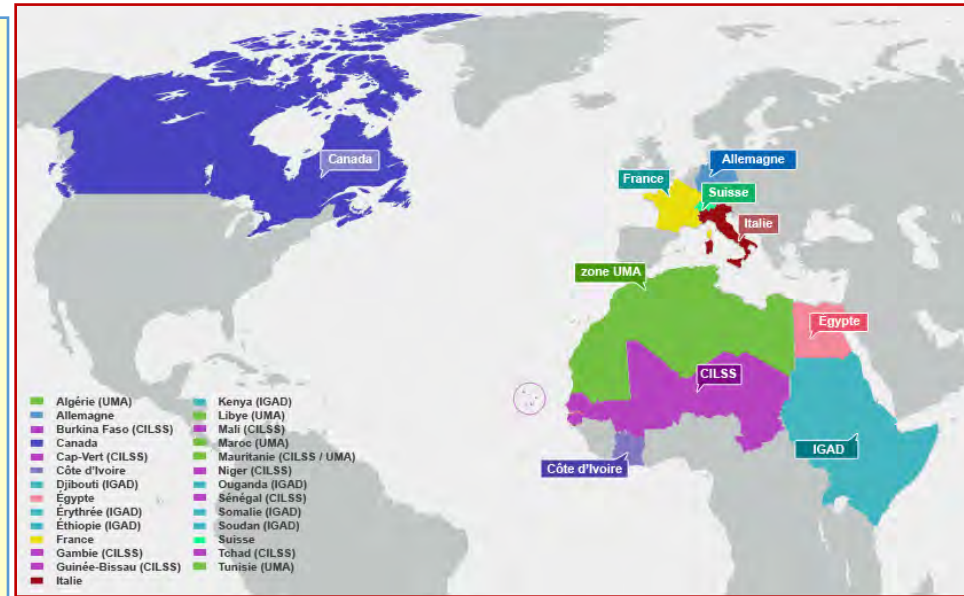 Canada
Allemagne
France
Suisse
Italie
zone UMA
Égypte
CILSS
IGAD
Côte d'Ivoire
Algérie (UMA)
Allemagne
Burkina Faso (CILSS)
Canada
Cap-Vert (CILSS)
Côte d'Ivoire
Djibouti (IGAD)
Égypte
Érythrée (IGAD)
Éthiopie (IGAD)
France
Gambie (CILSS)
Guinée-Bissau (CILSS)
Italie
Kenya (IGAD)
Libye (UMA)
Mali (CILSS)
Maroc (UMA)
Mauritanie (CILSS / UMA)
Niger (CILSS)
Ouganda (IGAD)
Sénégal (CILSS)
Somalie (IGAD)
Soudan (IGAD)
Suisse
Tchad (CILSS)
Tunisie (UMA)